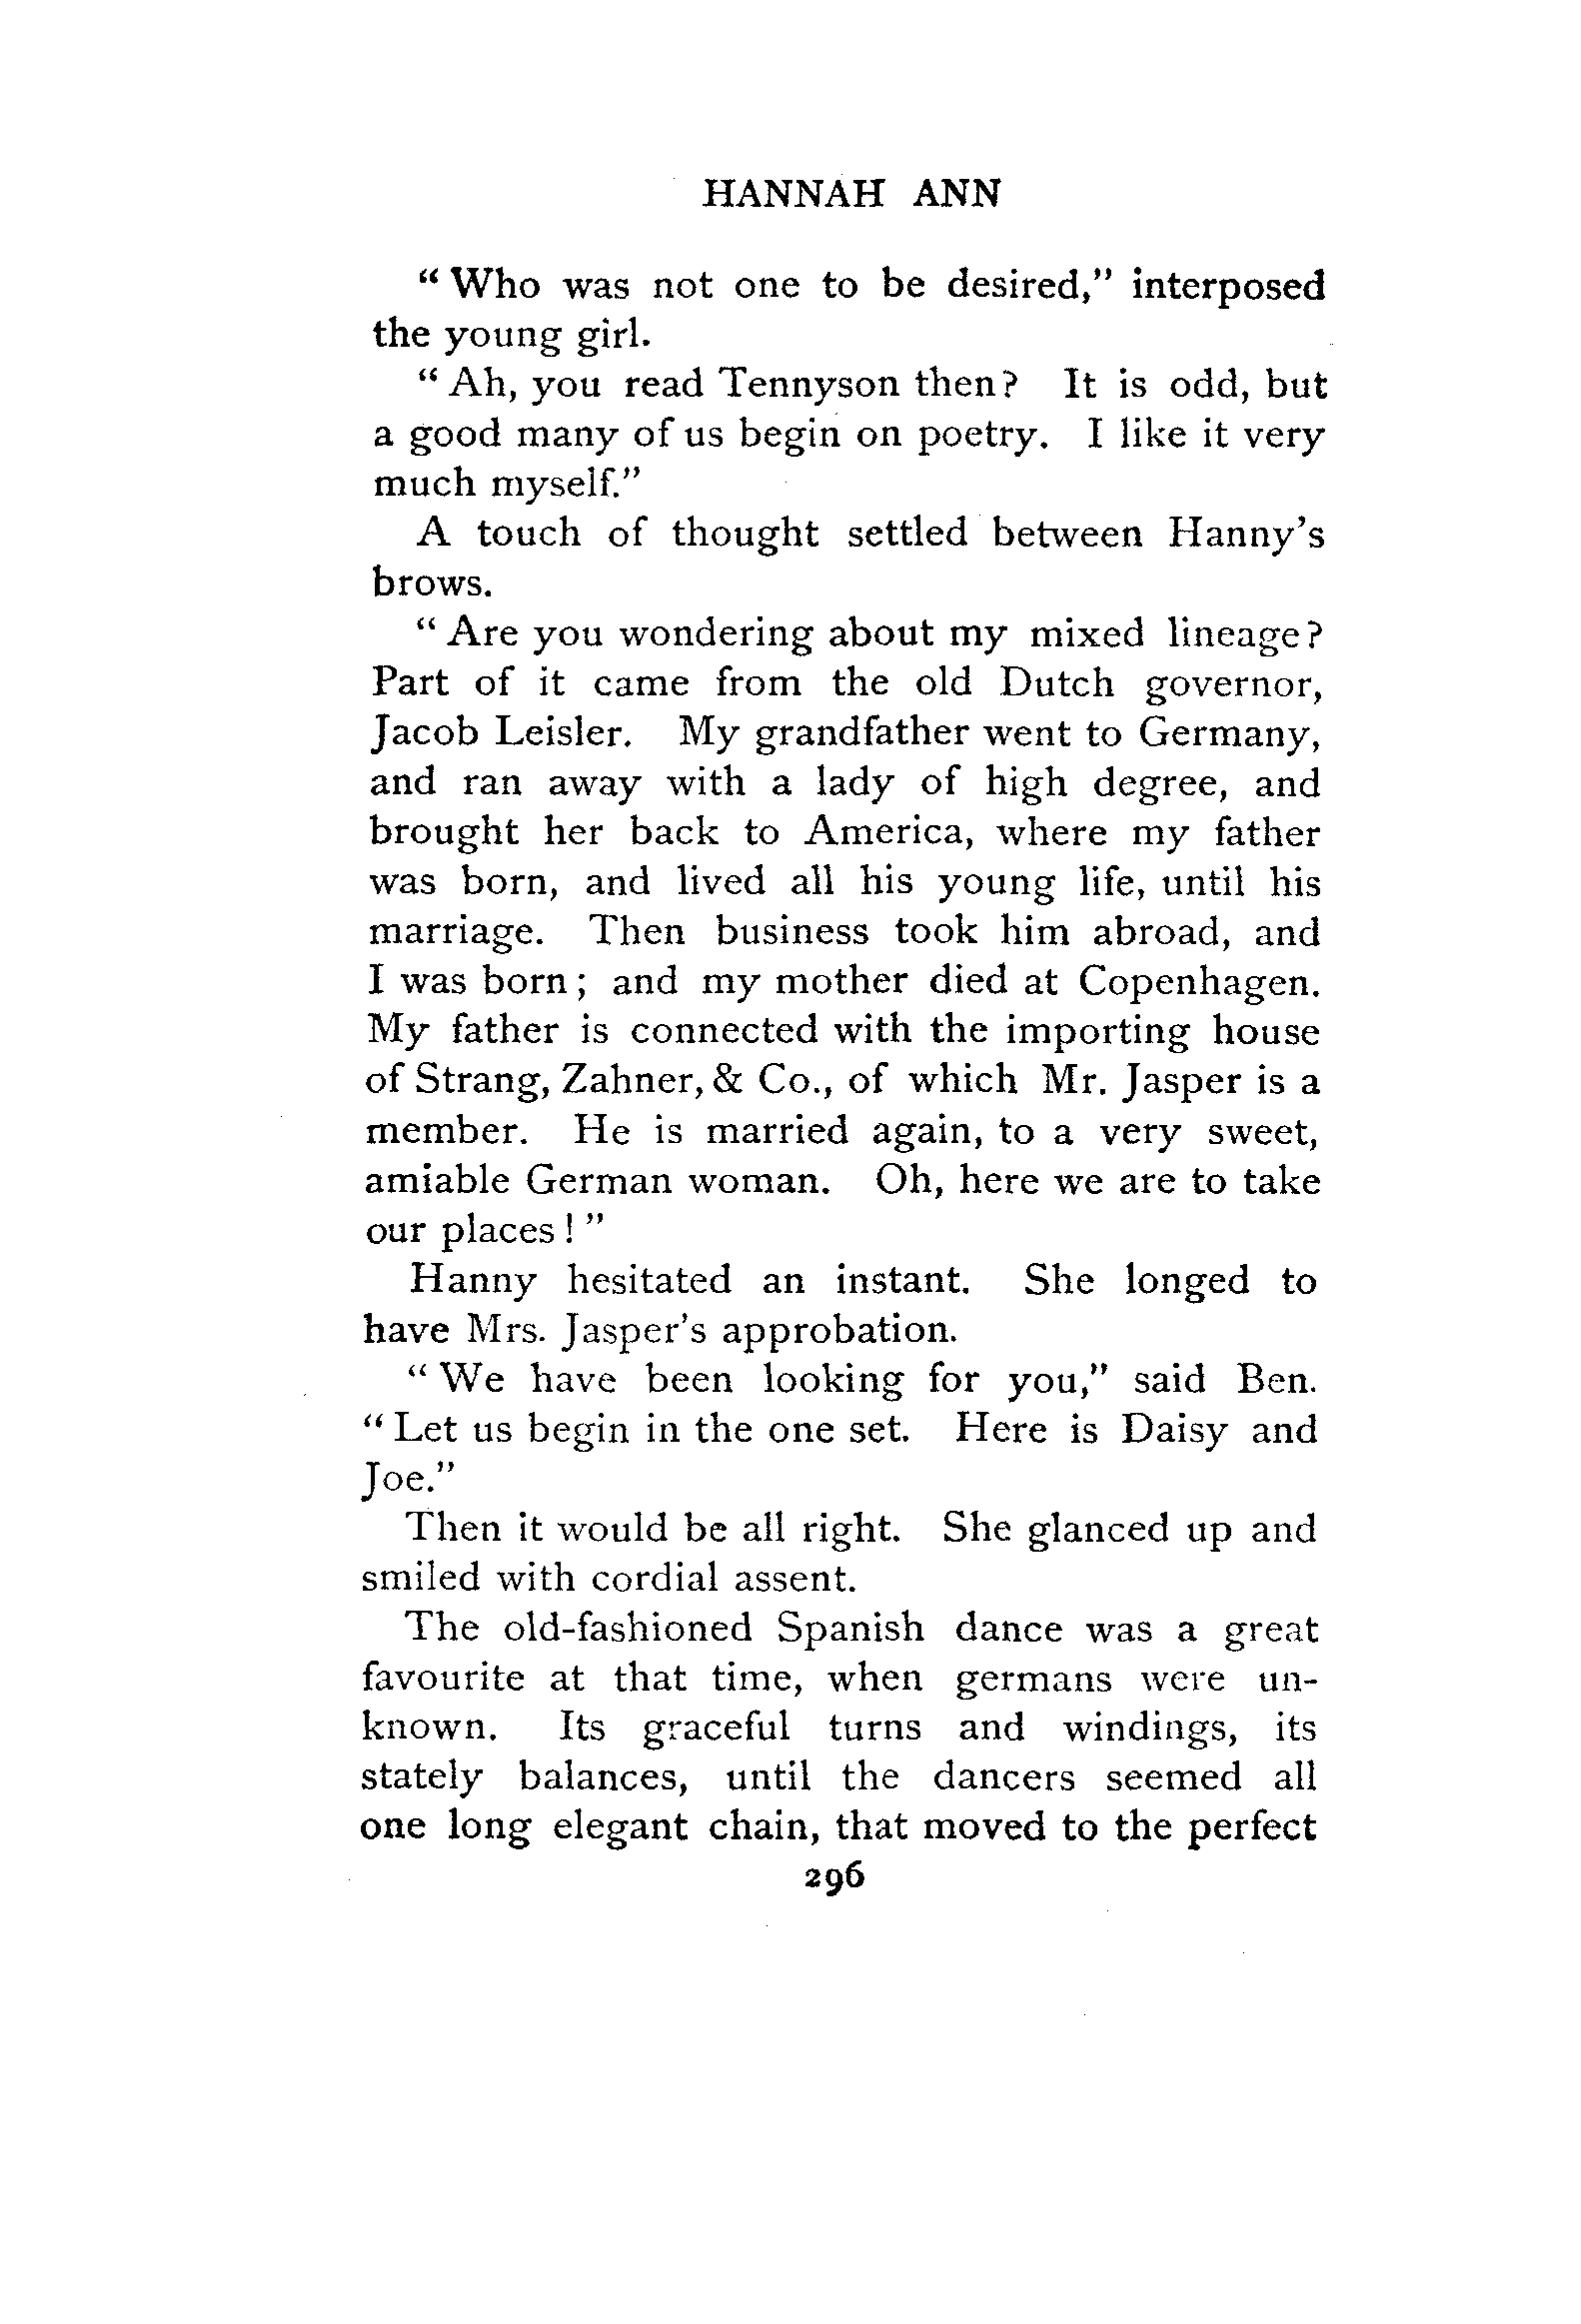 HANNAH ANN
“Who was not one to be desired,” interposed
the young girl.
“Ah, you read Tennyson then? It is odd, but
a good many of us begin on poetry. I like it very
much myself.”
A touch of thought settled between Hanny’s
brows.
“Are you wondering about my mixed lineage?
Part of it came from the old Dutch governor,
Jacob Leisler. My grandfather went to Germany,
and ran away with a lady of high degree, and
brought her back to America, where my father
was born, and lived all his young life, until his
marriage. Then business took him abroad, and
I was born; and my mother died at Copenhagen.
My father is connected with the importing house
of Strang, Zahner, & Co., of which Mr. Jasper is a
member. He is married again, to a very sweet,
amiable German woman. Oh, here we are to take
our places!”
Hanny hesitated an instant. She longed to
have Mrs. Jasper’s approbation.
“We have been looking for you,” said Ben.
“Let us begin in the one set. Here is Daisy and
Joe.”
Then it would be all right. She glanced up and
smiled with cordial assent.
The old-fashioned Spanish dance was a great
favourite at that time, when germans were un-
known. Its graceful turns and windings, its
stately balances, until the dancers seemed all
one long elegant chain, that moved to the perfect
296